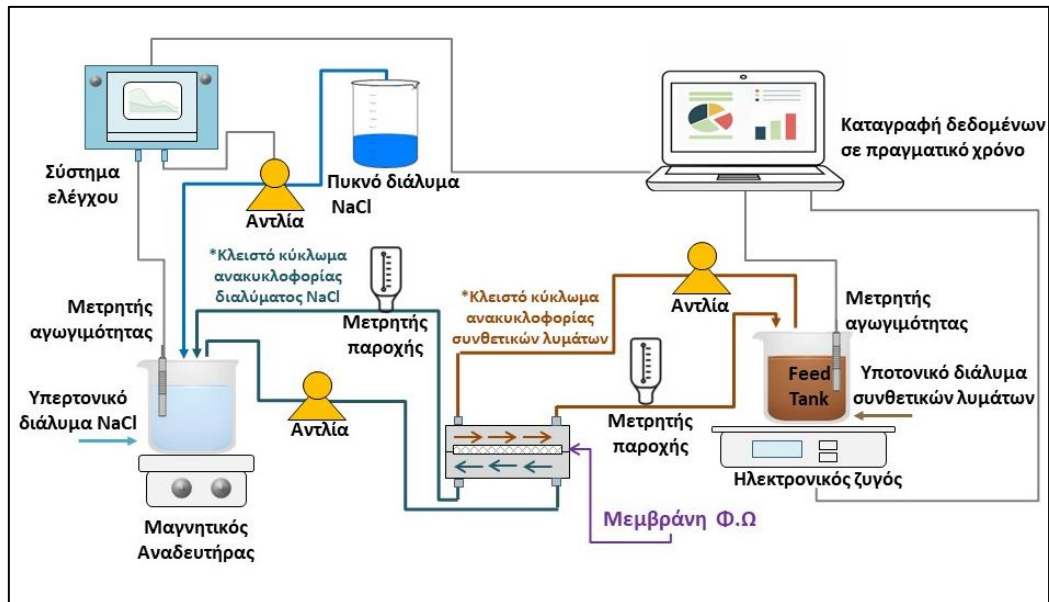 Σύστημα
ελέγχου
Αντλία
Πυκνό διάλυμα
NaCl
Καταγραφή δεδομένων
σε πραγματικό χρόνο
*Κλειστό κύκλωμα
ανακυκλοφορίας
διαλύματος NaCl
Μετρητής
παροχής
*Κλειστό κύκλωμα
ανακυκλοφορίας
συνθετικών λυμάτων
Αντλία
Μετρητής
αγωγιμότητας
Μετρητής
αγωγιμότητας
Υπερτονικό
διάλυμα NaCl
Αντλία
Μετρητής
παροχής
Feed
Tank
Υποτονικό διάλυμα
συνθετικών λυμάτων
Ηλεκτρονικός ζυγός
Μαγνητικός
Αναδευτήρας
Μεμβράνη Φ.Ω